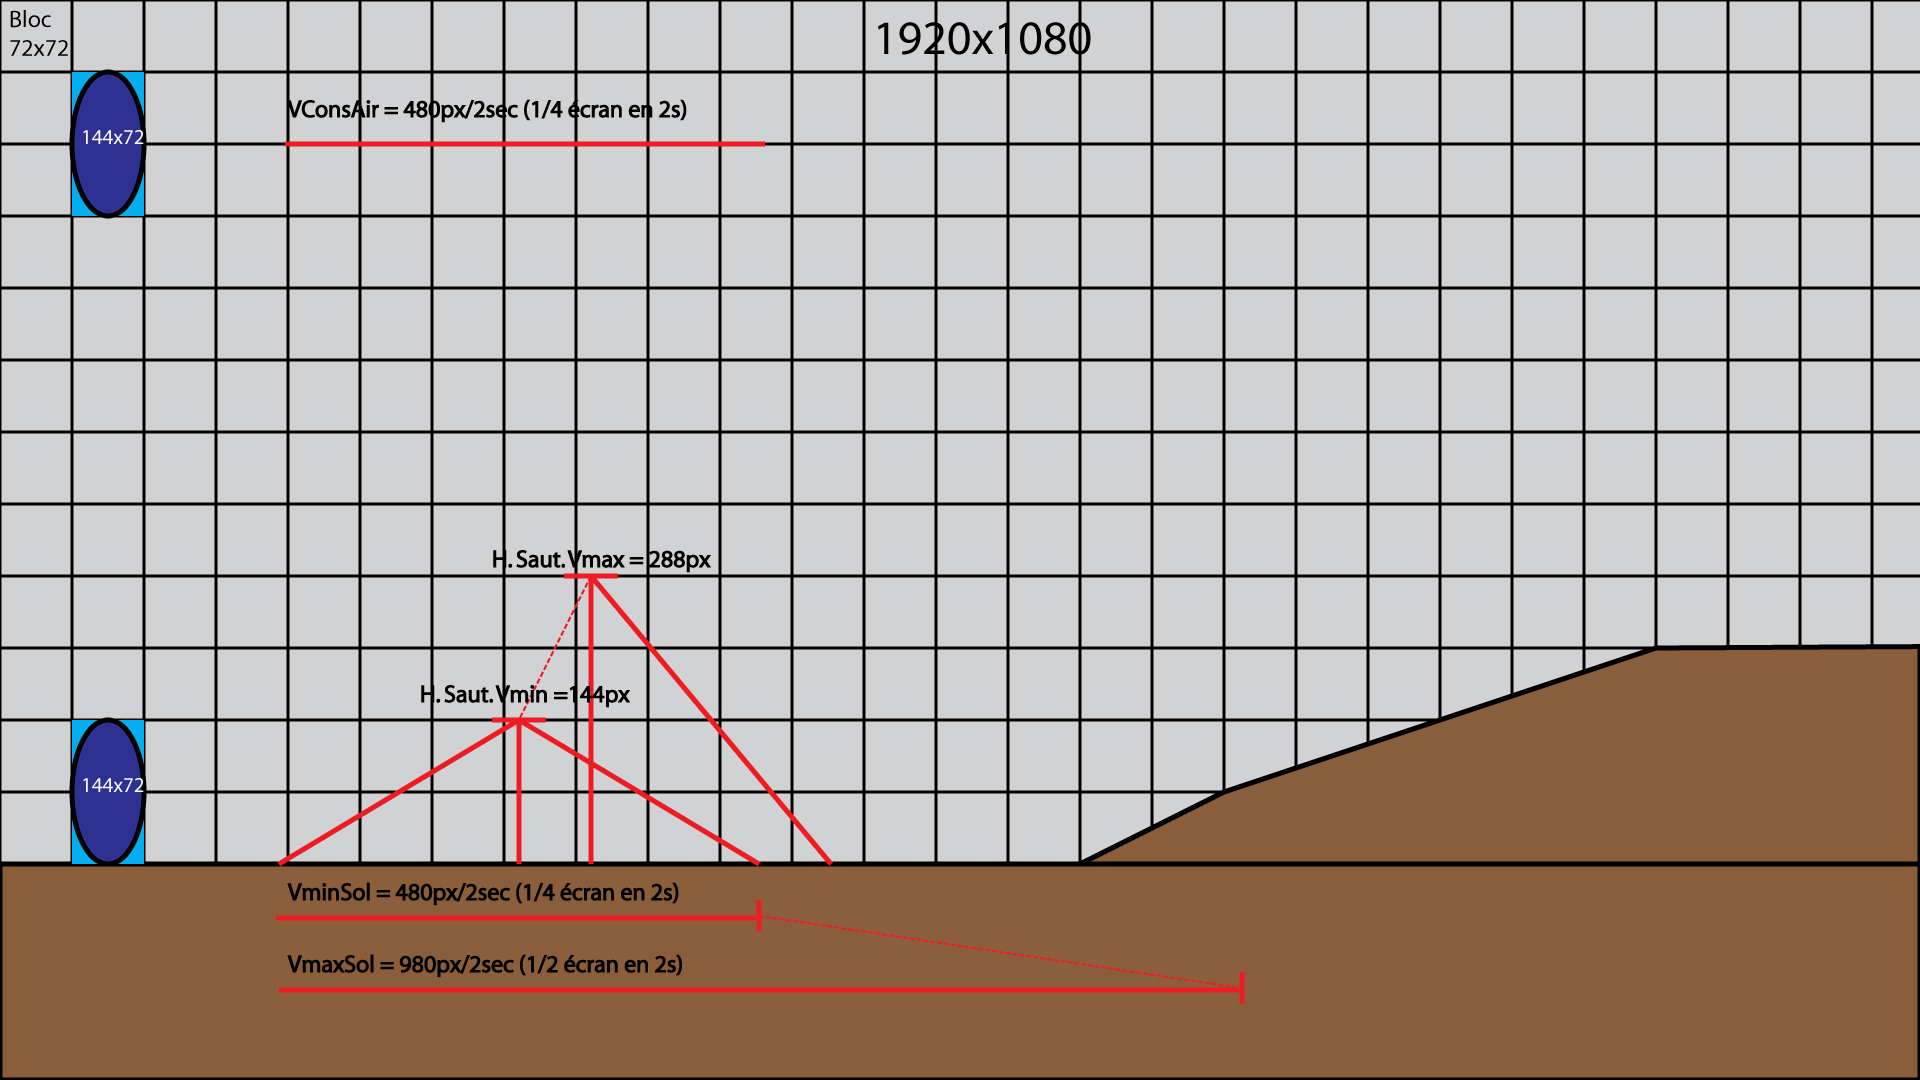 Bloc
72x72
1920x1080
VConsAir = 480px/2sec (1/4 écran en 2s)
144x72
H. Saut. Vmax = 288px
H. Saut. Vmin =144px
144x72
VminSol = 480px/2sec (1/4 écran en 2s)
VmaxSol = 980px/2sec (1/2 écran en 2s)